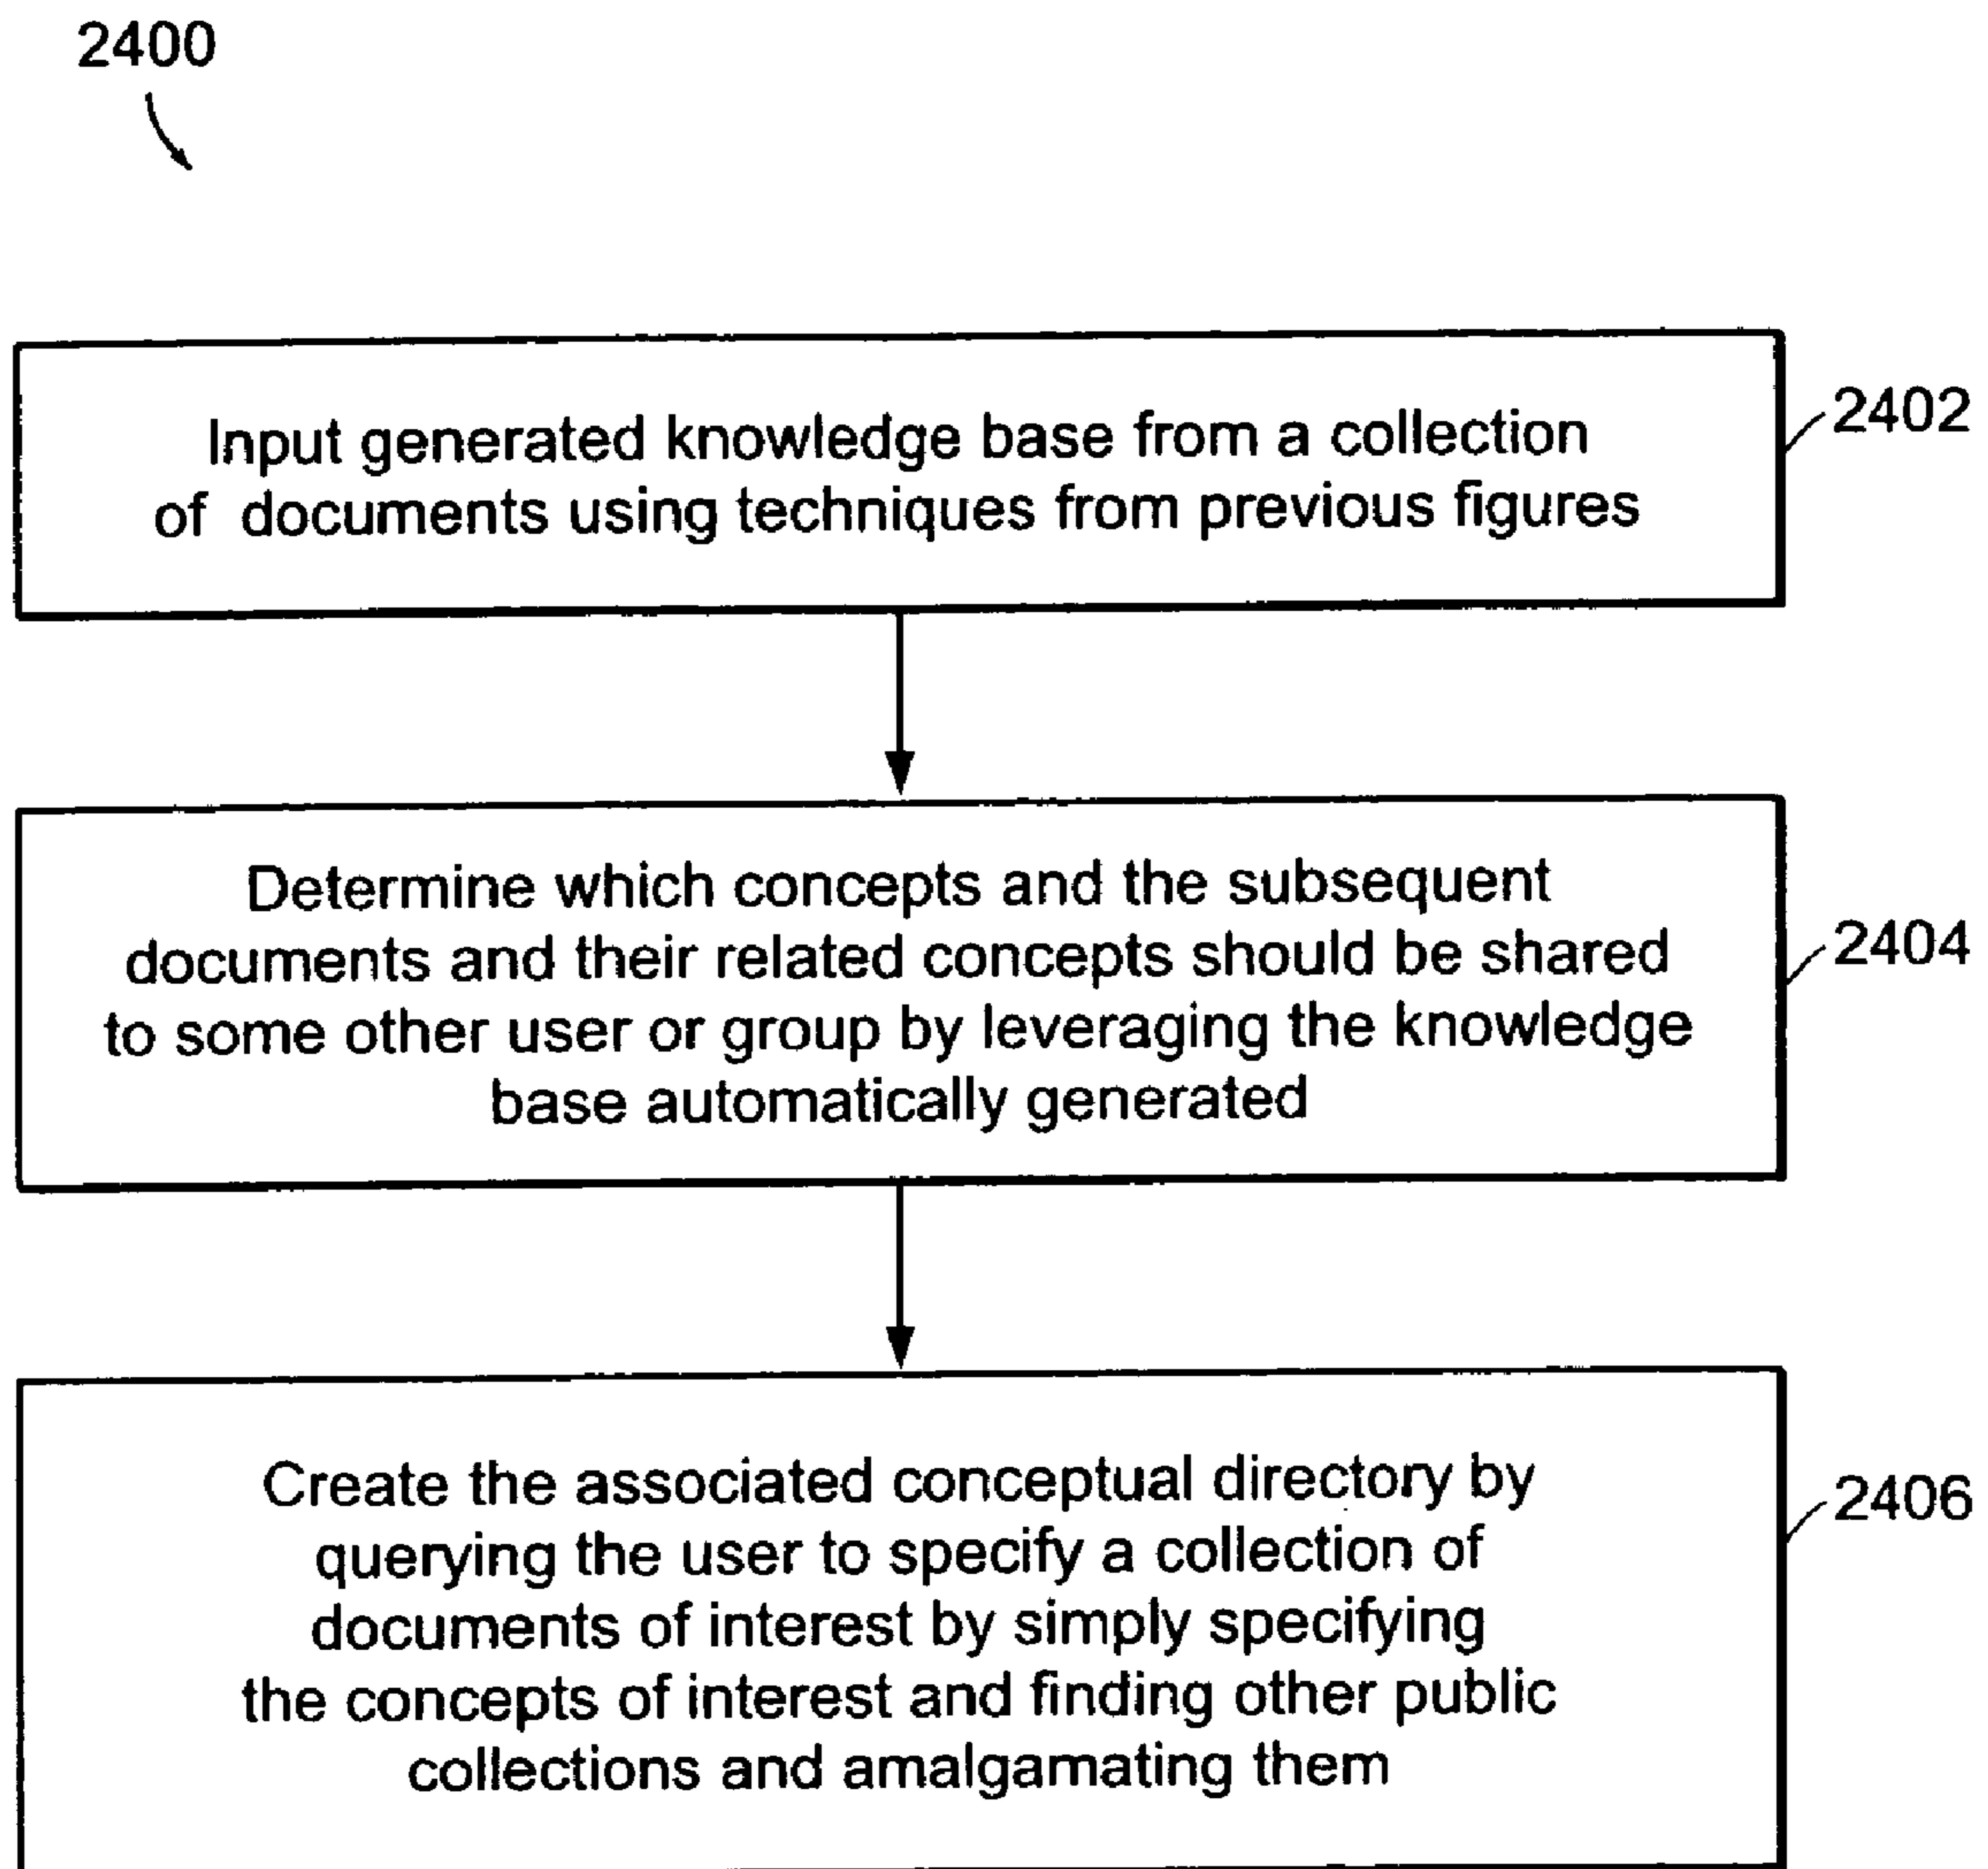 2400
Input generated knowledge base from a collection
of documents using techniques from previous figures
2402
Determine which concepts and the subsequent
documents and their related concepts should be shared
to some other user or group by leveraging the knowledge
base automatically generated
2404
Create the associated conceptual directory by
querying the user to specify a collection of
documents of interest by simply specifying
the concepts of interest and finding other public
collections and amalgamating them
2406